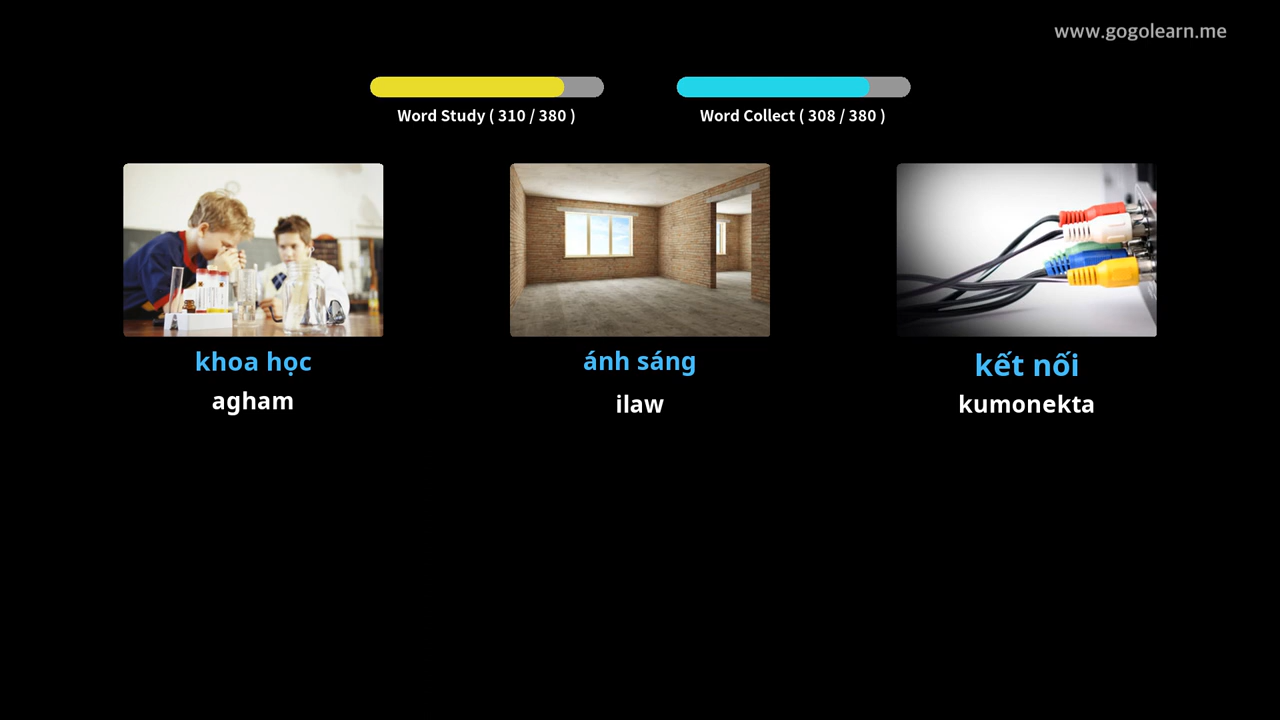 www.gogolearn.me
Word Study ( 310 / 380 )
Word Collect ( 308 / 380 )
khoa học
agham
ánh sáng
ilaw
kết nối
kumonekta